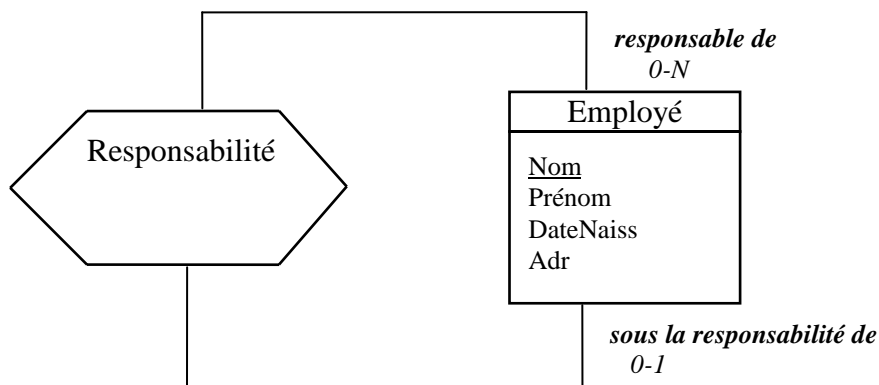 responsable de
0-N
Employé
Responsabilité
Nom
Prénom
DateNaiss
Adr
sous la responsabilité de
0-1